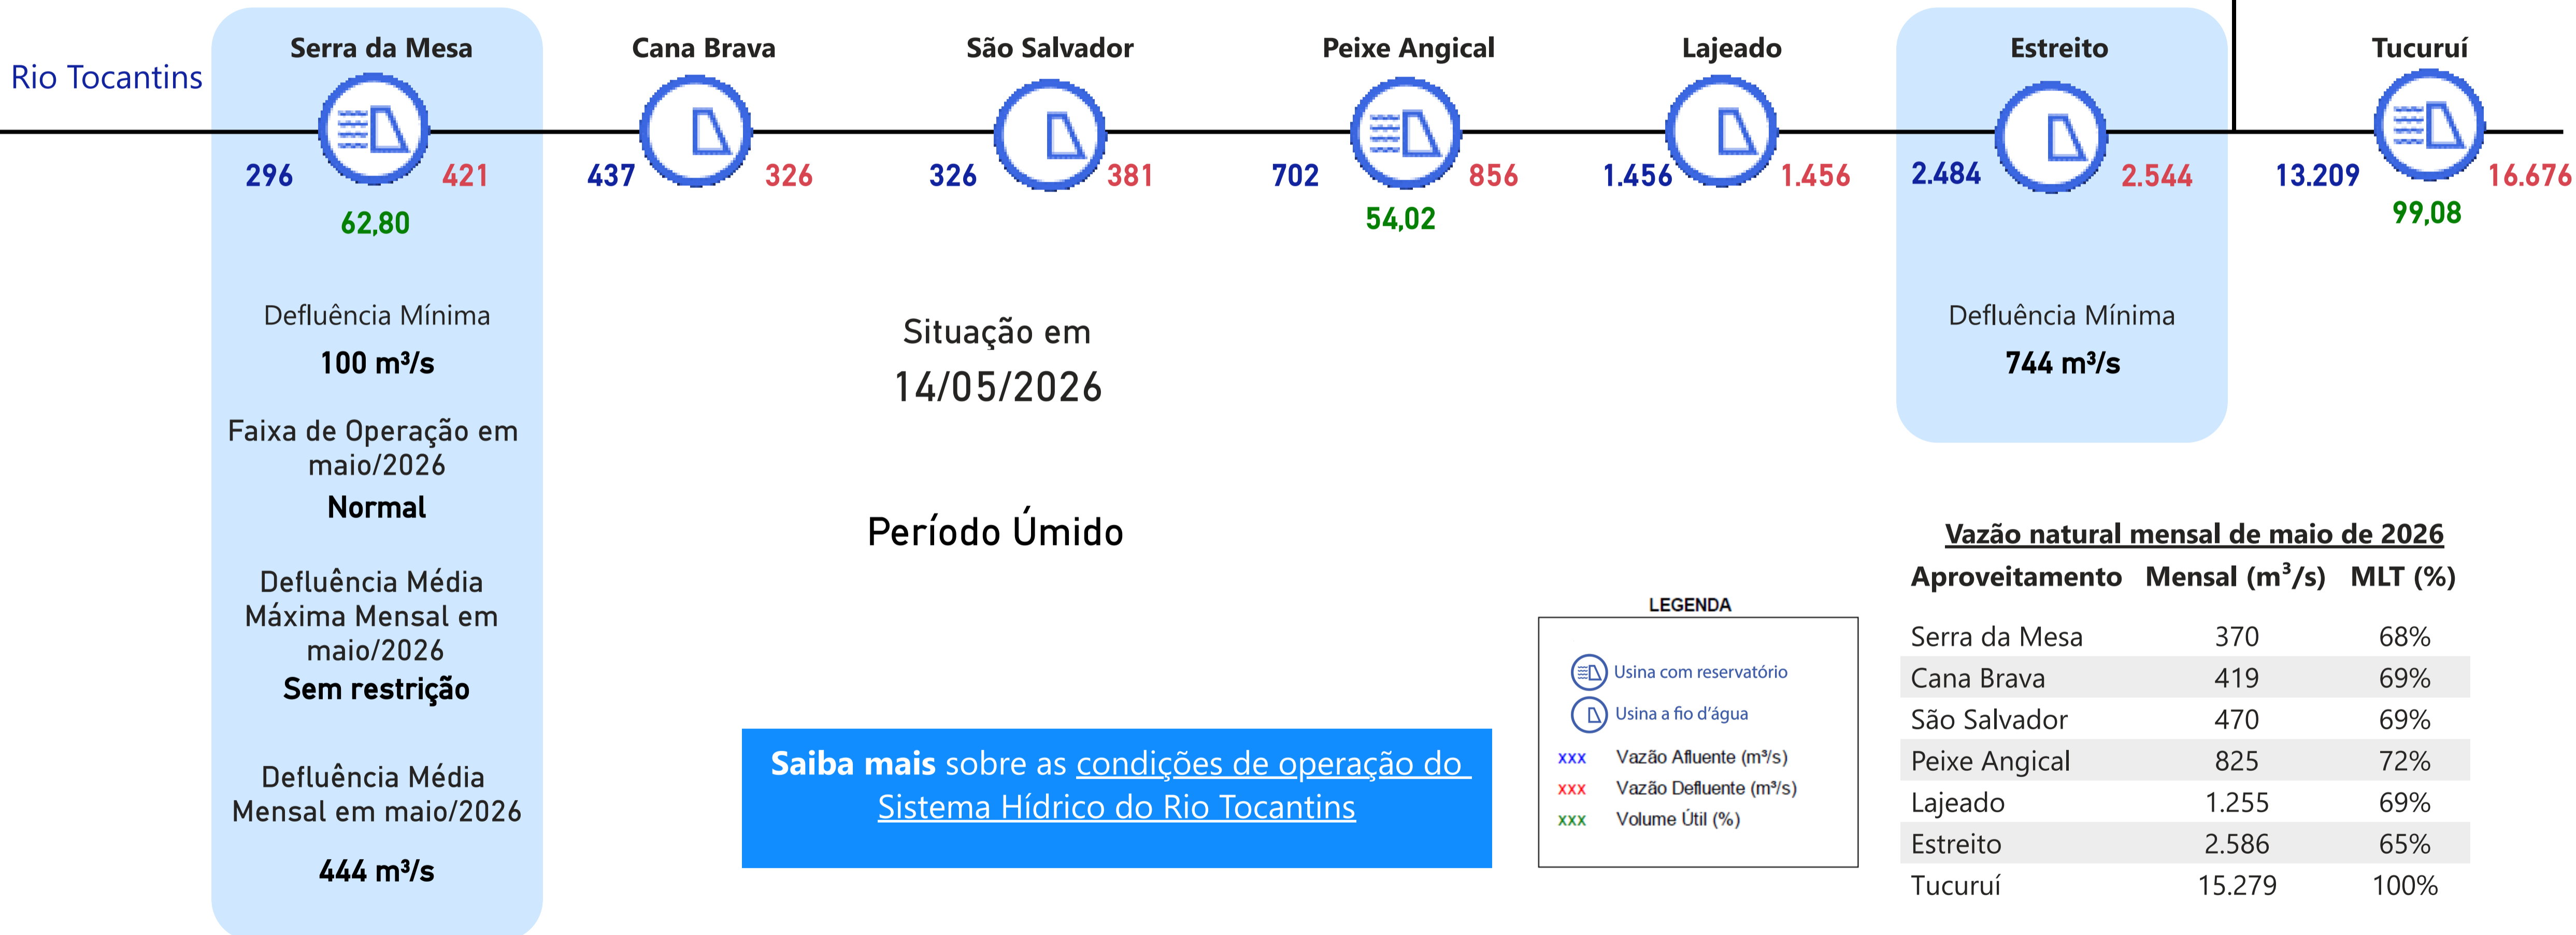 Rio Tocantins
Serra da Mesa
296
421
62,80
Defluência Mínima
100 m³/s
Faixa de Operação em
maio/2026
Normal
Defluência Média
Máxima Mensal em
maio/2026
Sem restrição
Defluência Média
Mensal em maio/2026
444 m³/s
Cana Brava
437
326
São Salvador
326
381
Peixe Angical
702
856
54,02
Lajeado
1.456
1.456
Estreito
2.484
2.544
Defluência Mínima
744 m³/s
Tucuruí
13.209
16.676
99,08
Situação em
14/05/2026
Período Úmido
Saiba mais sobre as condições de operação do
Sistema Hídrico do Rio Tocantins
LEGENDA
Usina com reservatório
Usina a fio d'água
xxx Vazão Afluente (m³/s)
xxx Vazão Defluente (m³/s)
xxx Volume Útil (%)
Vazão natural mensal de maio de 2026
Aproveitamento Mensal (m³/s) MLT (%)
Serra da Mesa 370 68%
Cana Brava 419 69%
São Salvador 470 69%
Peixe Angical 825 72%
Lajeado 1.255 69%
Estreito 2.586 65%
Tucuruí 15.279 100%